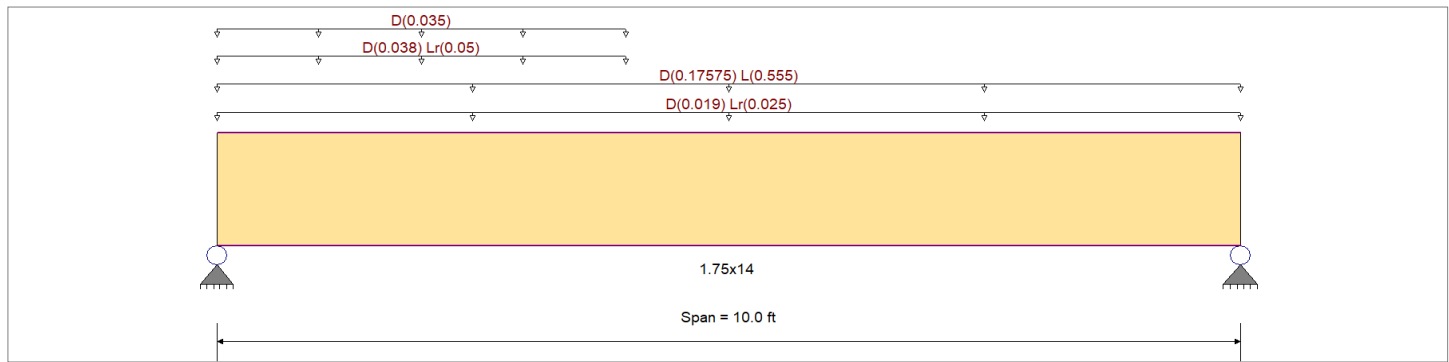 D(0.035)
D(0.038) Lr(0.05)
D(0.17575) L(0.555)
D(0.019) Lr(0.025)
1.75x14
Span = 10.0 ft